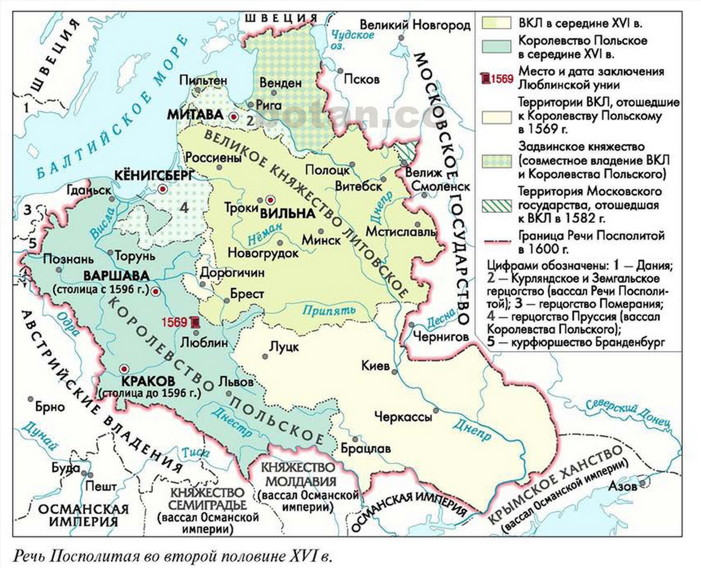 ШВЕЦИЯ
ШВЕЦИЯ
Великий Новгород
Чудское
оз.
Псков
БАЛТИЙСКОЕ МОРЕ
Пильтен
Венден
Рига
МИТАВА
2
botan.cc
МОСКОВСКОЕ ГОСУДАРСТВО
1
КЁНИГСБЕРГ
Россиены
ВЕЛИКОЕ КНЯЖЕСТВО ЛИТОВСКОЕ
Полоцк
Витебск
Велиж
Смоленск
Днепр
Гданьск
Висла
4
3
5
Троки
ВИЛЬНА
Неман
Минск
Мстиславль
Новогрудок
Познань
Торунь
ВАРШАВА
(столица с 1596 г.)
Дорогичин
Брест
Припять
Десна
Чернигов
Одра
КОРОЛЕВСТВО ПОЛЬСКОЕ
1569
Люблин
Луцк
Киев
АВСТРИЙСКИЕ ВЛАДЕНИЯ
КРАКОВ
(столица до 1596 г.)
Львов
Черкассы
Днепр
Северский Донец
Брно
Днестр
Брацлав
Дунай
Тиса
Буда
Пешт
КНЯЖЕСТВО
МОЛДАВИЯ
(вассал Османской
империи)
КНЯЖЕСТВО
СЕМИГРАДЬЕ
(вассал Османской
империи)
ОСМАНСКАЯ
ИМПЕРИЯ
ОСМАНСКАЯ ИМПЕРИЯ
КРЫМСКОЕ ХАНСТВО
(вассал Османской империи)
Азов
ВКЛ в середине XVI в.
Королевство Польское
в середине XVI в.
1569
Место и дата заключения
Люблинской унии
Территории ВКЛ, отошедшие
к Королевству Польскому
в 1569 г.
Задвинское княжество
(совместное владение ВКЛ
и Королевства Польского)
Территория Московского
государства, отошедшая
к ВКЛ в 1582 г.
Граница Речи Посполитой
в 1600 г.
Цифрами обозначены: 1 — Дания;
2 — Курляндское и Земгальское
герцогство (вассал Речи Посполи-
той); 3 — герцогство Померания;
4 — герцогство Пруссия (вассал
Королевства Польского);
5 — курфюршество Бранденбург
Речь Посполитая во второй половине XVI в.